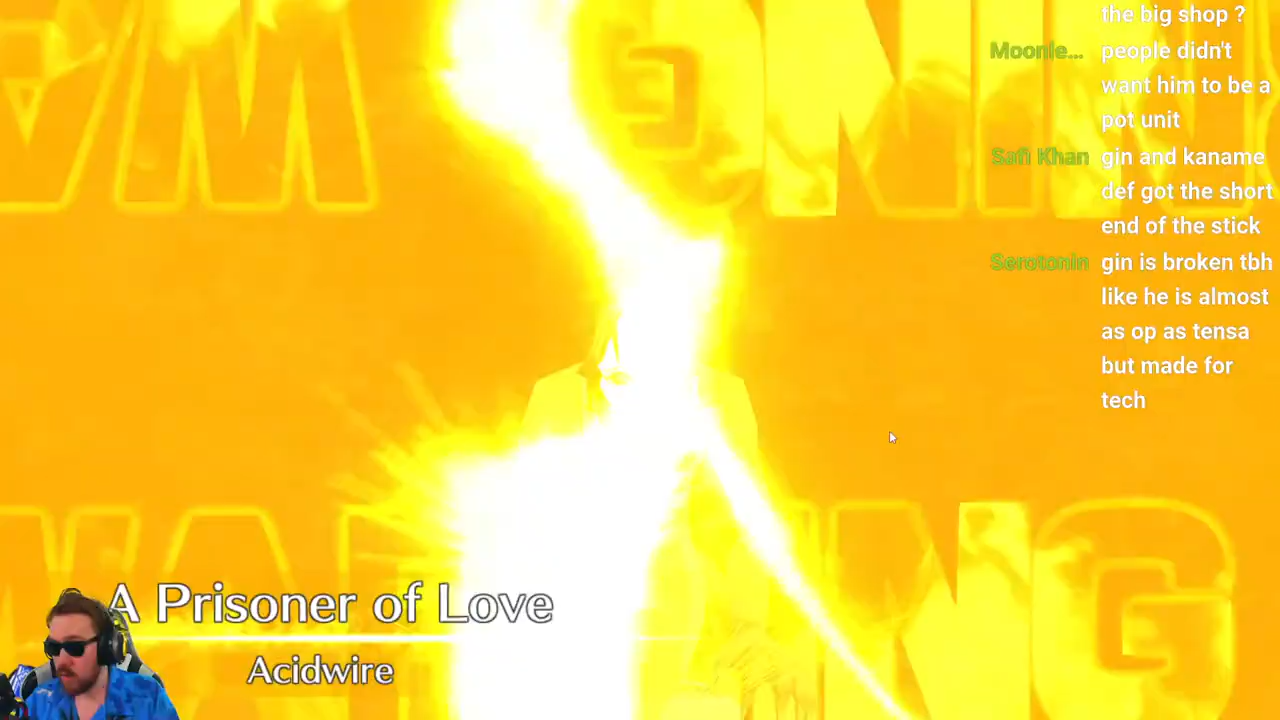 the big shop ?
Moonle... people didn't
want him to be a
pot unit
Safi Khan gin and kaname
def got the short
end of the stick
Serotonin gin is broken tbh
like he is almost
as op as tensa
but made for
tech
WARNING
A Prisoner of Love
Acidwire